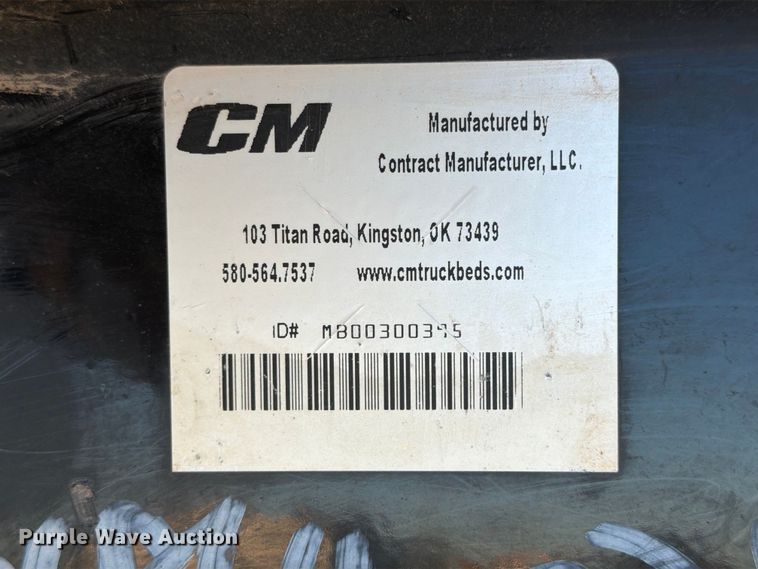 CM
Manufactured by
Contract Manufacturer, LLC.
103 Titan Road, Kingston, OK 73439
580-564.7537 www.cmtruckbeds.com
ID# MB00300395
Purple Wave Auction